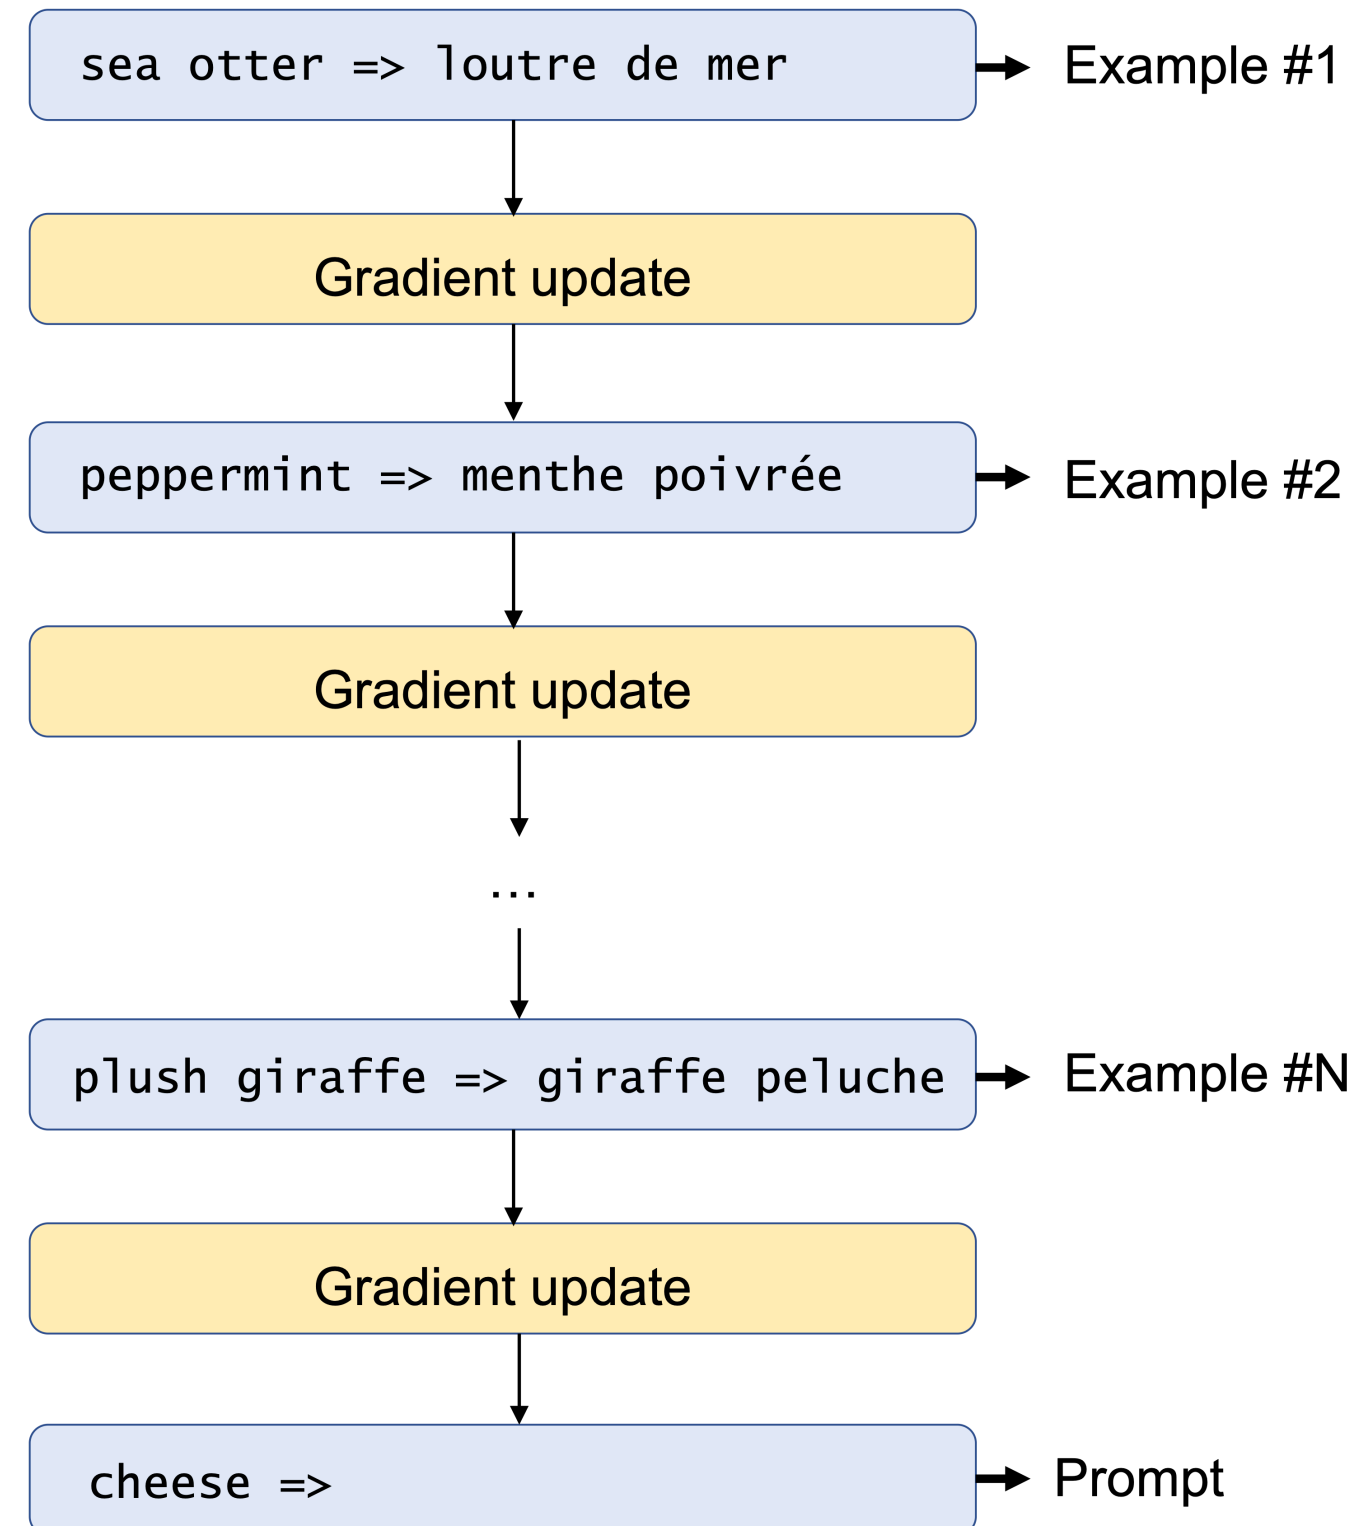 sea otter => loutre de mer
Example #1
Gradient update
peppermint => menthe poivrée
Example #2
Gradient update
...
plush giraffe => giraffe peluche
Example #N
Gradient update
cheese =>
Prompt